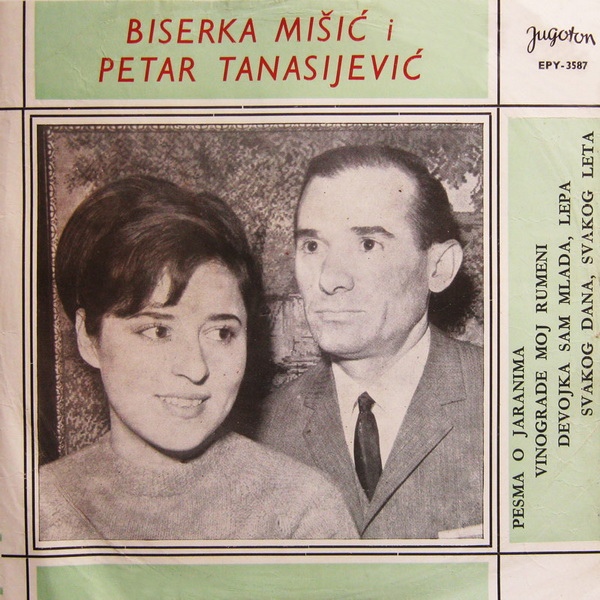 BISERKA MIŠIĆ i
PETAR TANASIJEVIĆ
Jugoton
EPY-3587
PESMA O JARANIMA
VINOGRADE MOJ RUMENI
DEVOJKA SAM MLADA, LEPA
SVAKOG DANA, SVAKOG LETA